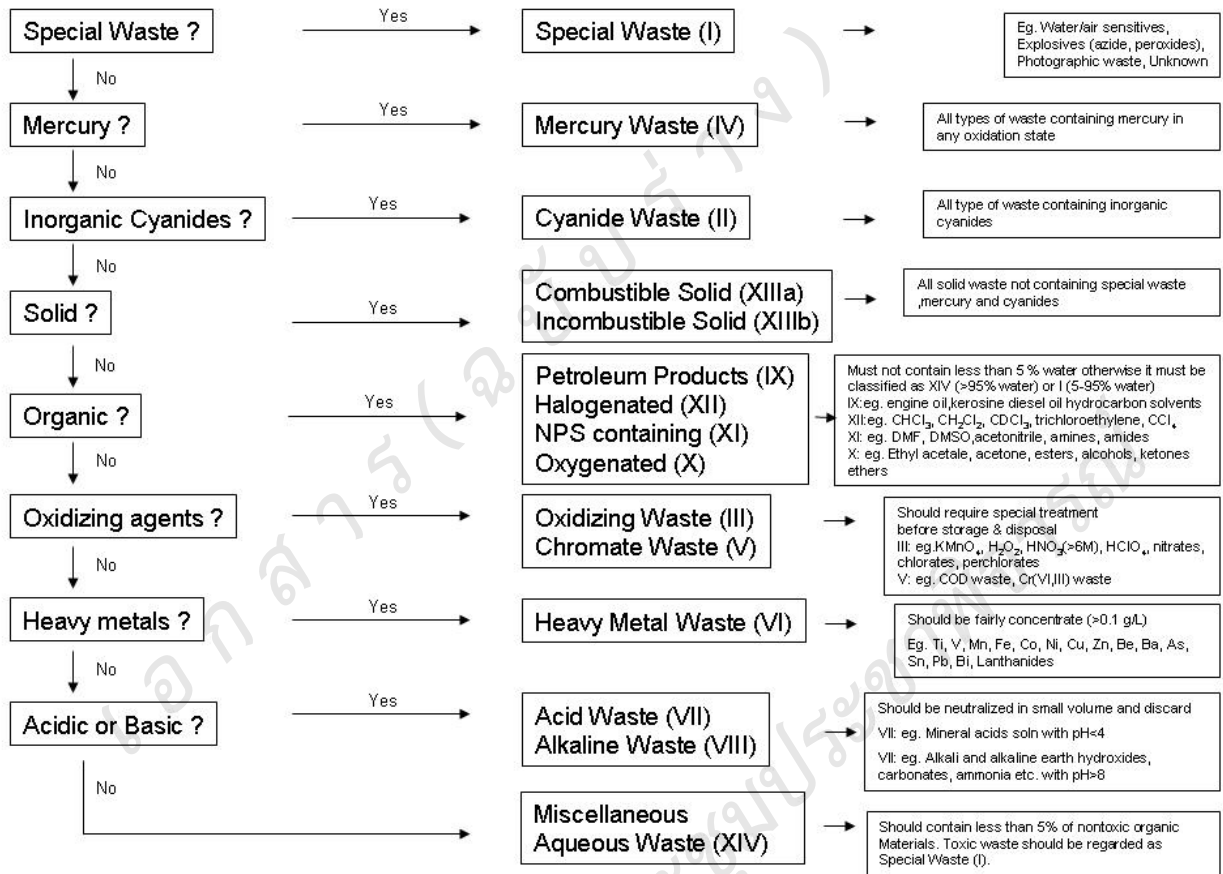 Special Waste ?
Yes
Special Waste (I)
Eg. Water/air sensitives,
Explosives (azide, peroxides),
Photographic waste, Unknown
No
Mercury ?
Yes
Mercury Waste (IV)
All types of waste containing mercury in
any oxidation state
No
Inorganic Cyanides ?
Yes
Cyanide Waste (II)
All type of waste containing inorganic
cyanides
No
Solid ?
Yes
Combustible Solid (XIIIa)
Incombustible Solid (XIIIb)
All solid waste not containing special waste
,mercury and cyanides
No
Organic ?
Yes
Petroleum Products (IX)
Halogenated (XII)
NPS containing (XI)
Oxygenated (X)
Must not contain less than 5 % water otherwise it must be
classified as XIV (>95% water) or I (5-95% water)
IX:eg. engine oil,kerosine diesel oil hydrocarbon solvents
XII:eg. CHCl₃, CH₂Cl₂, CDCl₃, trichloroethylene, CCl₄
XI: eg. DMF, DMSO,acetonitrile, amines, amides
X: eg. Ethyl acetale, acetone, esters, alcohols, ketones
ethers
No
Oxidizing agents ?
Yes
Oxidizing Waste (III)
Chromate Waste (V)
Should require special treatment
before storage & disposal
III: eg.KMnO₄, H₂O₂, HNO₃(>6M), HClO₄, nitrates,
chlorates, perchlorates
V: eg. COD waste, Cr(VI,III) waste
No
Heavy metals ?
Yes
Heavy Metal Waste (VI)
Should be fairly concentrate (>0.1 g/L)
Eg. Ti, V, Mn, Fe, Co, Ni, Cu, Zn, Be, Ba, As,
Sn, Pb, Bi, Lanthanides
No
Acidic or Basic ?
Yes
Acid Waste (VII)
Alkaline Waste (VIII)
Should be neutralized in small volume and discard
VII: eg. Mineral acids soln with pH<4
VII: eg. Alkali and alkaline earth hydroxides,
carbonates, ammonia etc. with pH>8
No
Miscellaneous
Aqueous Waste (XIV)
Should contain less than 5% of nontoxic organic
Materials. Toxic waste should be regarded as
Special Waste (I).
เอกสาร(ฉบับร่าง)